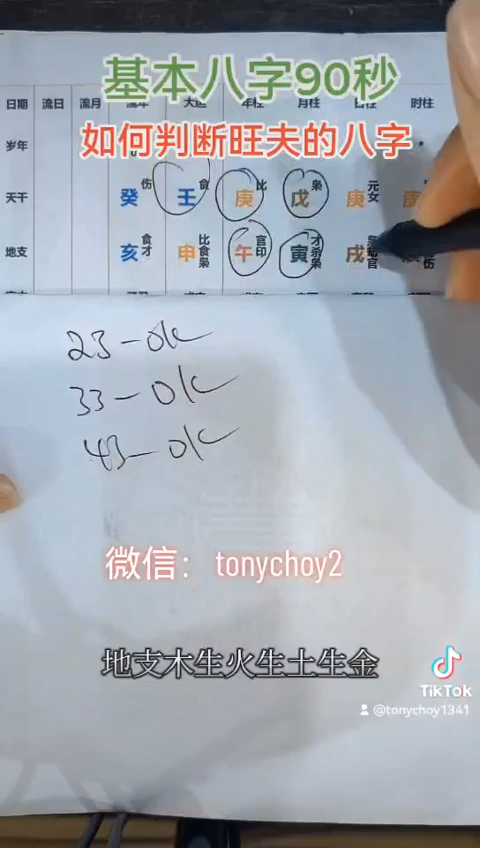 基本八字90秒
日期 流日 流月 流年 大运 年柱 月柱 日柱 时柱
如何判断旺夫的八字
岁年
天干 癸 伤 壬 食 庚 比 戊 枭 庚 元女 庚
地支 亥 食才 申 比食枭 午 官印 寅 才杀枭 戌 官 伤
23-OK
33-OK
43-OK
微信：tonychoy2
地支木生火生土生金
TikTok
@tonychoy1341